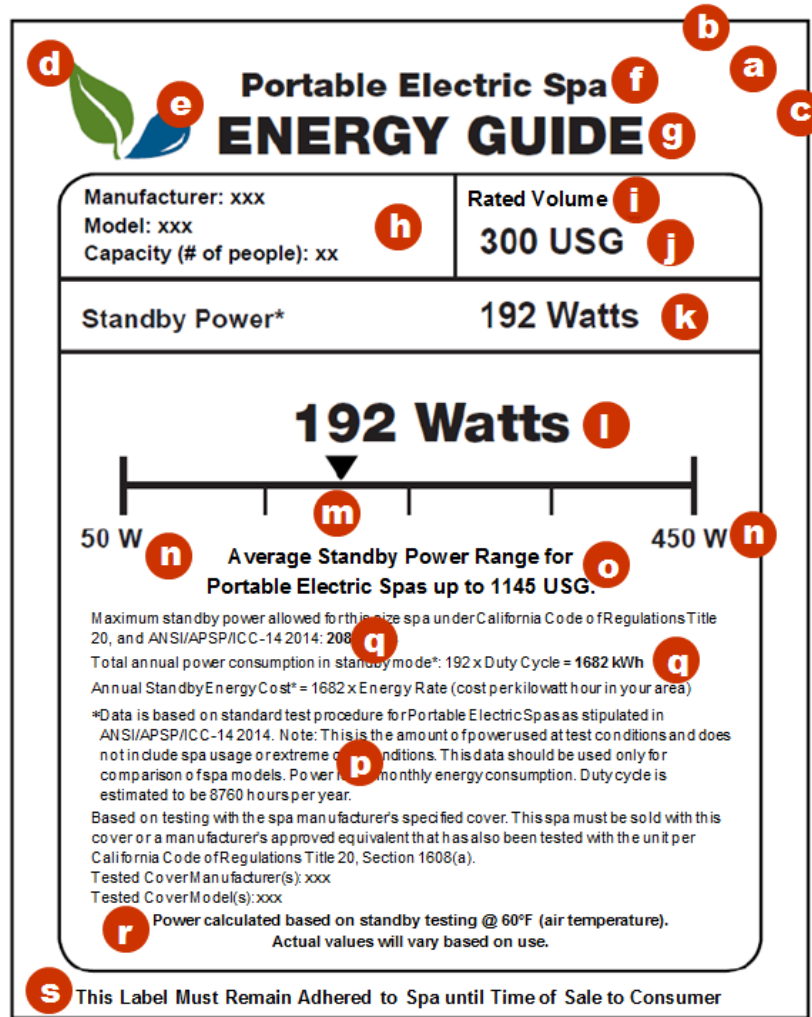 b
d
a
Portable Electric Spa f
e
c
ENERGY GUIDE g
Manufacturer: xxx
Rated Volume i
Model: xxx
h
300 USG j
Capacity (# of people): xx
Standby Power* 192 Watts k
192 Watts l
m
50 W n
450 W n
Average Standby Power Range for
o
Portable Electric Spas up to 1145 USG.
Maximum standby power allowed for this size spa under California Code of Regulations Title
20, and ANSI/APSP/ICC-14 2014: 208 q
Total annual power consumption in standby mode*: 192 x Duty Cycle = 1682 kWh q
Annual Standby Energy Cost* = 1682 x Energy Rate (cost per kilowatt hour in your area)
*Data is based on standard test procedure for Portable Electric Spas as stipulated in
ANSI/APSP/ICC-14 2014. Note: This is the amount of power used at test conditions and does
not include spa usage or extreme conditions. This data should be used only for
p
comparison of spa models. Power monthly energy consumption. Duty cycle is
estimated to be 8760 hours per year.
Based on testing with the spa manufacturer's specified cover. This spa must be sold with this
cover or a manufacturer's approved equivalent that has also been tested with the unit per
California Code of Regulations Title 20, Section 1608(a).
Tested Cover Manufacturer(s): xxx
Tested Cover Model(s): xxx
r Power calculated based on standby testing @ 60°F (air temperature).
Actual values will vary based on use.
s This Label Must Remain Adhered to Spa until Time of Sale to Consumer